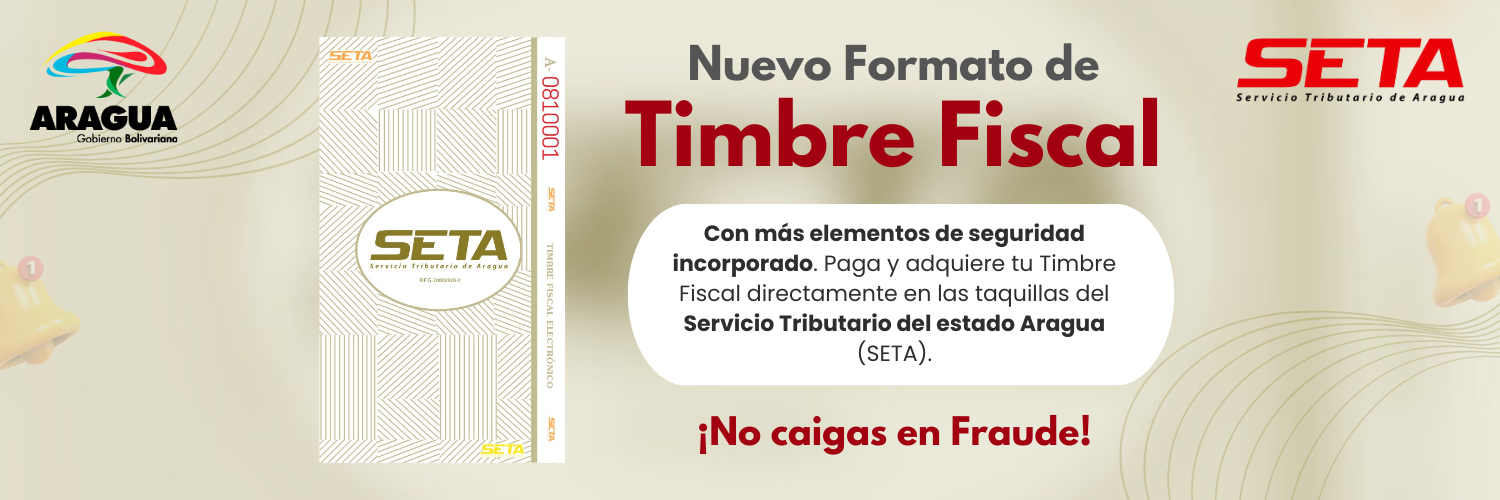 ARAGUA
Gobierno Bolivariano
SETA
A- 0810001
SETA
TIMBRE FISCAL ELECTRÓNICO
SETA
SETA
Servicio Tributario de Aragua
SETA
Nuevo Formato de
Timbre Fiscal
Con más elementos de seguridad
incorporado. Paga y adquiere tu Timbre
Fiscal directamente en las taquillas del
Servicio Tributario del estado Aragua
(SETA).
¡No caigas en Fraude!
SETA
Servicio Tributario de Aragua
1
1